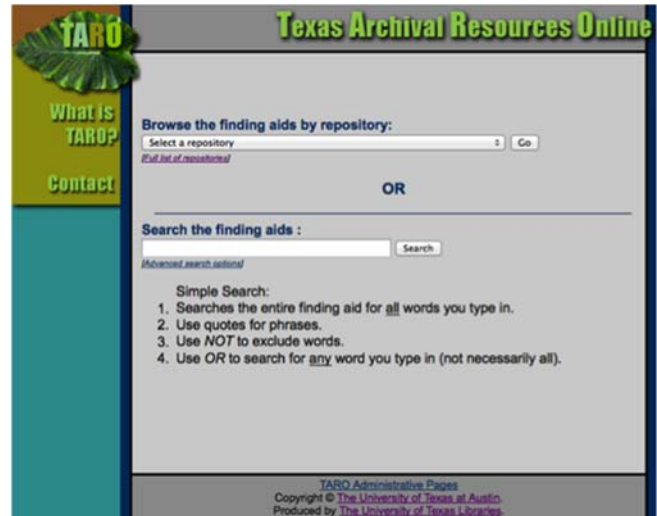 TARO
Texas Archival Resources Online
What is
TARO?
Contact
Browse the finding aids by repository:
Select a repository
Go
[Full list of repositories]
OR
Search the finding aids :
Search
[Advanced search options]
Simple Search:
1. Searches the entire finding aid for all words you type in.
2. Use quotes for phrases.
3. Use NOT to exclude words.
4. Use OR to search for any word you type in (not necessarily all).
TARO Administrative Pages
Copyright © The University of Texas at Austin.
Produced by The University of Texas Libraries.